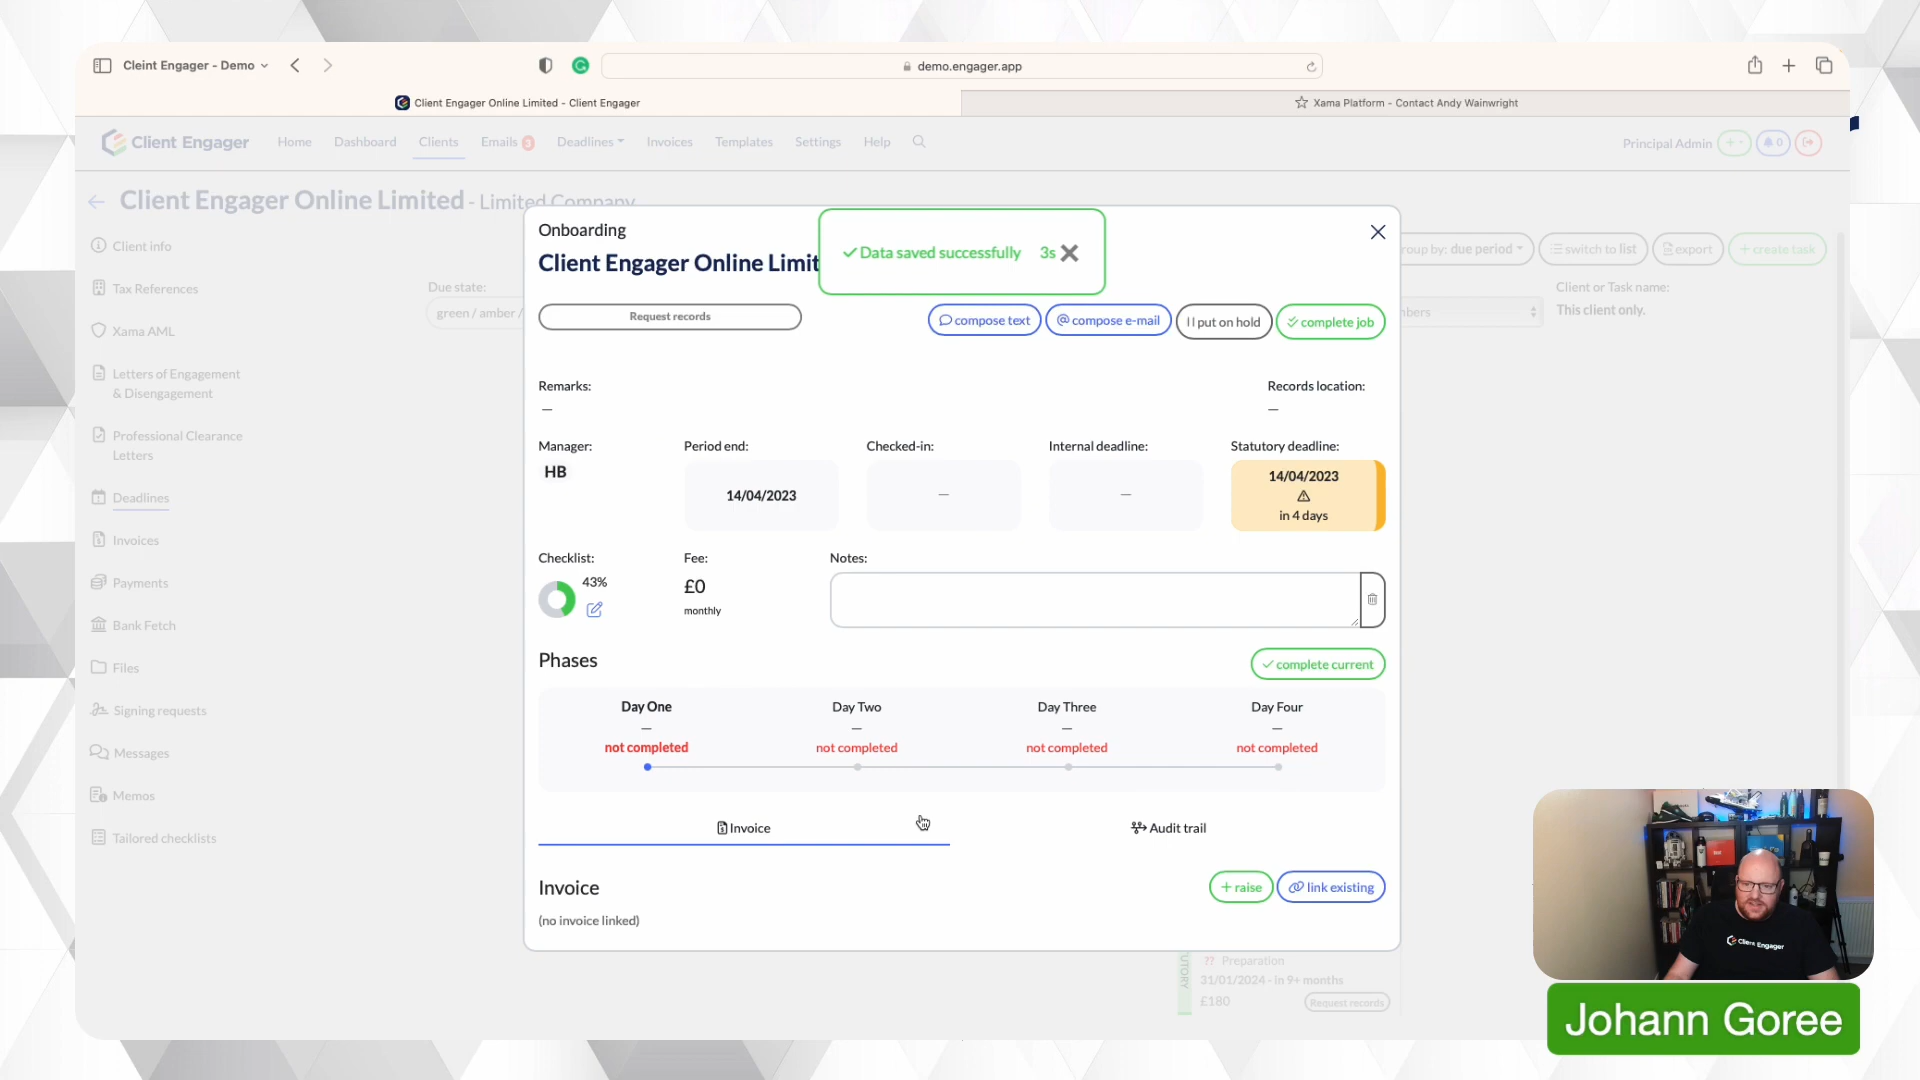 Cleint Engager - Demo
demo.engager.app
Client Engager Online Limited - Client Engager
Xama Platform - Contact Andy Wainwright
Client Engager
Home
Dashboard
Clients
Emails 3
Deadlines
Invoices
Templates
Settings
Help
Principal Admin
0
Client Engager Online Limited - Limited Company
Client info
Tax References
Xama AML
Letters of Engagement
& Disengagement
Professional Clearance
Letters
Deadlines
Invoices
Payments
Bank Fetch
Files
Signing requests
Messages
Memos
Tailored checklists
Due state:
green / amber /
roup by: due period
switch to list
export
+ create task
Client or Task name:
This client only.
Onboarding
Client Engager Online Limit
Data saved successfully 3s
Request records
compose text
compose e-mail
put on hold
complete job
Remarks:
—
Records location:
—
Manager:
HB
Period end:
14/04/2023
Checked-in:
—
Internal deadline:
—
Statutory deadline:
14/04/2023
in 4 days
Checklist:
43%
Fee:
£0
monthly
Notes:
Phases
complete current
Day One
—
not completed
Day Two
—
not completed
Day Three
—
not completed
Day Four
—
not completed
Invoice
Audit trail
Invoice
+ raise
link existing
(no invoice linked)
?? Preparation
31/01/2024 - in 9+ months
£180
Request records
Client Engager
Johann Goree